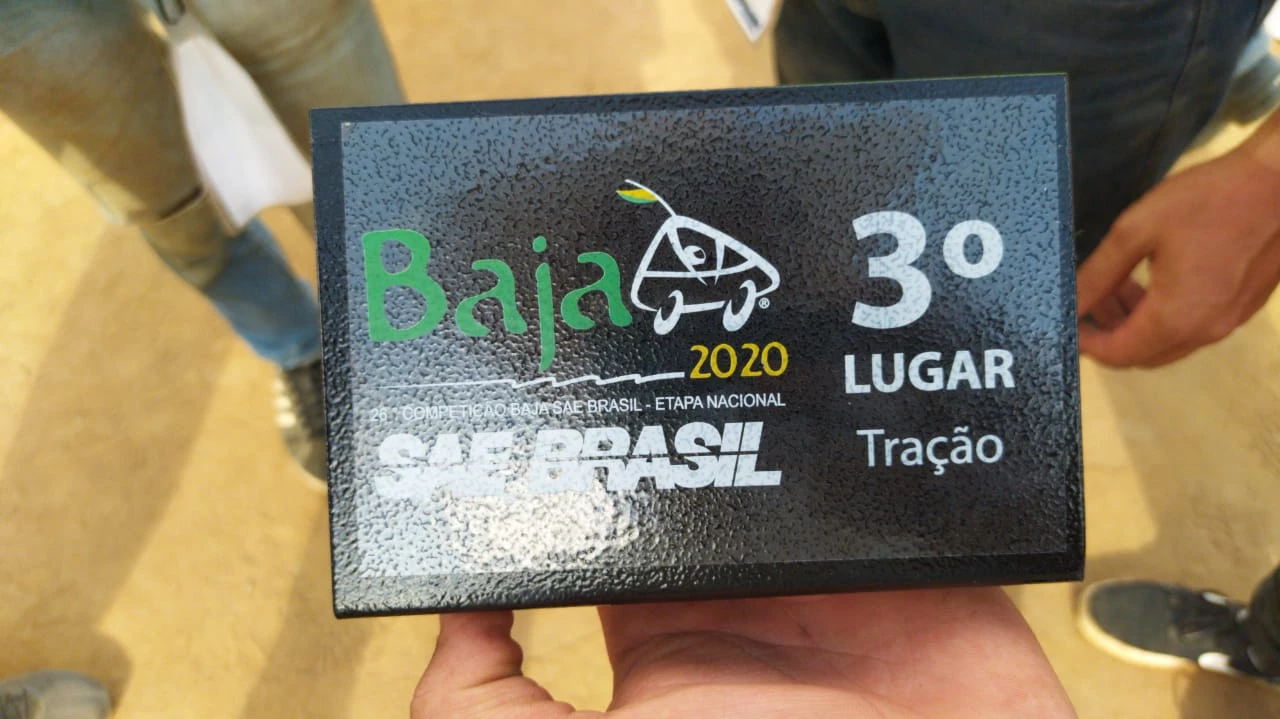 Baja
®
2020
26ª COMPETIÇÃO BAJA SAE BRASIL - ETAPA NACIONAL
SAE BRASIL
3º
LUGAR
Tração